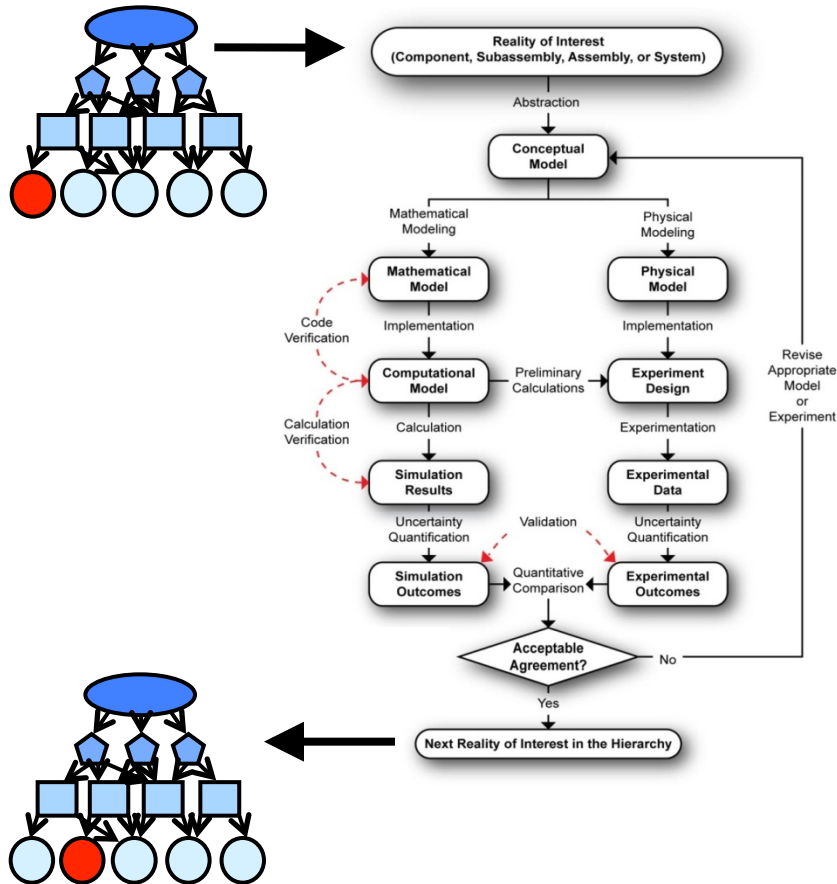 Reality of Interest
(Component, Subassembly, Assembly, or System)
Abstraction
Conceptual
Model
Mathematical
Modeling
Physical
Modeling
Mathematical
Model
Physical
Model
Code
Verification
Implementation
Implementation
Revise
Appropriate
Model
or
Experiment
Computational
Model
Preliminary
Calculations
Experiment
Design
Calculation
Verification
Calculation
Experimentation
Simulation
Results
Experimental
Data
Uncertainty
Quantification
Validation
Uncertainty
Quantification
Simulation
Outcomes
Quantitative
Comparison
Experimental
Outcomes
Acceptable
Agreement?
No
Yes
Next Reality of Interest in the Hierarchy